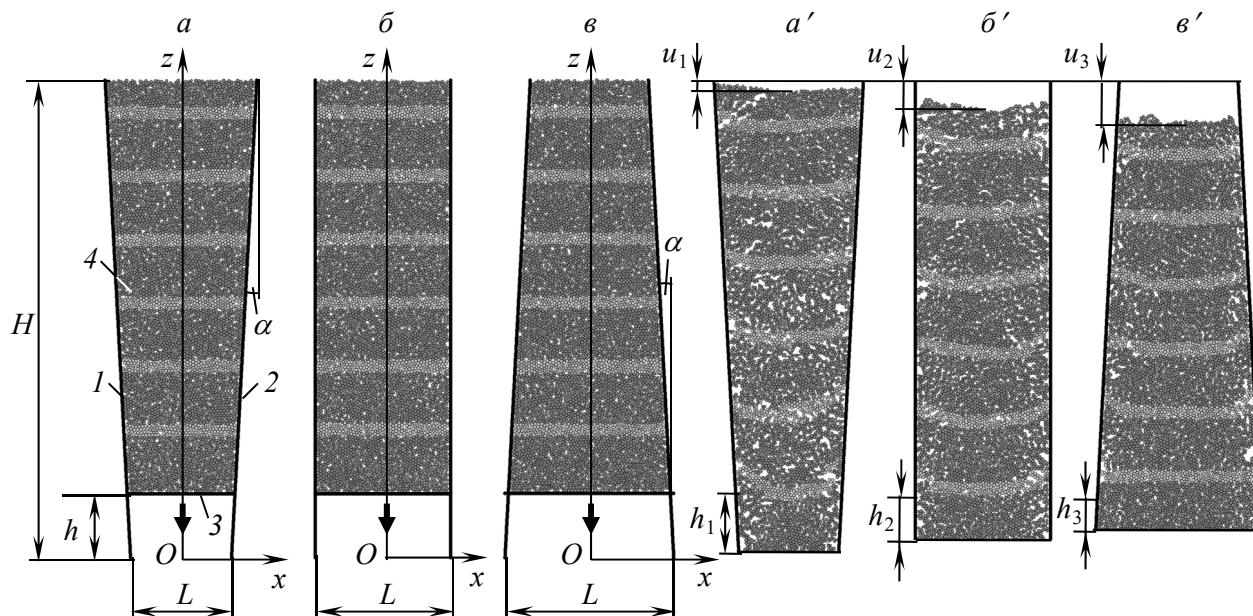 а б в а′ б′ в′
z z z u₁ u₂ u₃
4 α
H α
1 2
h 3 h₁ h₂ h₃
O x O x O x
L L L